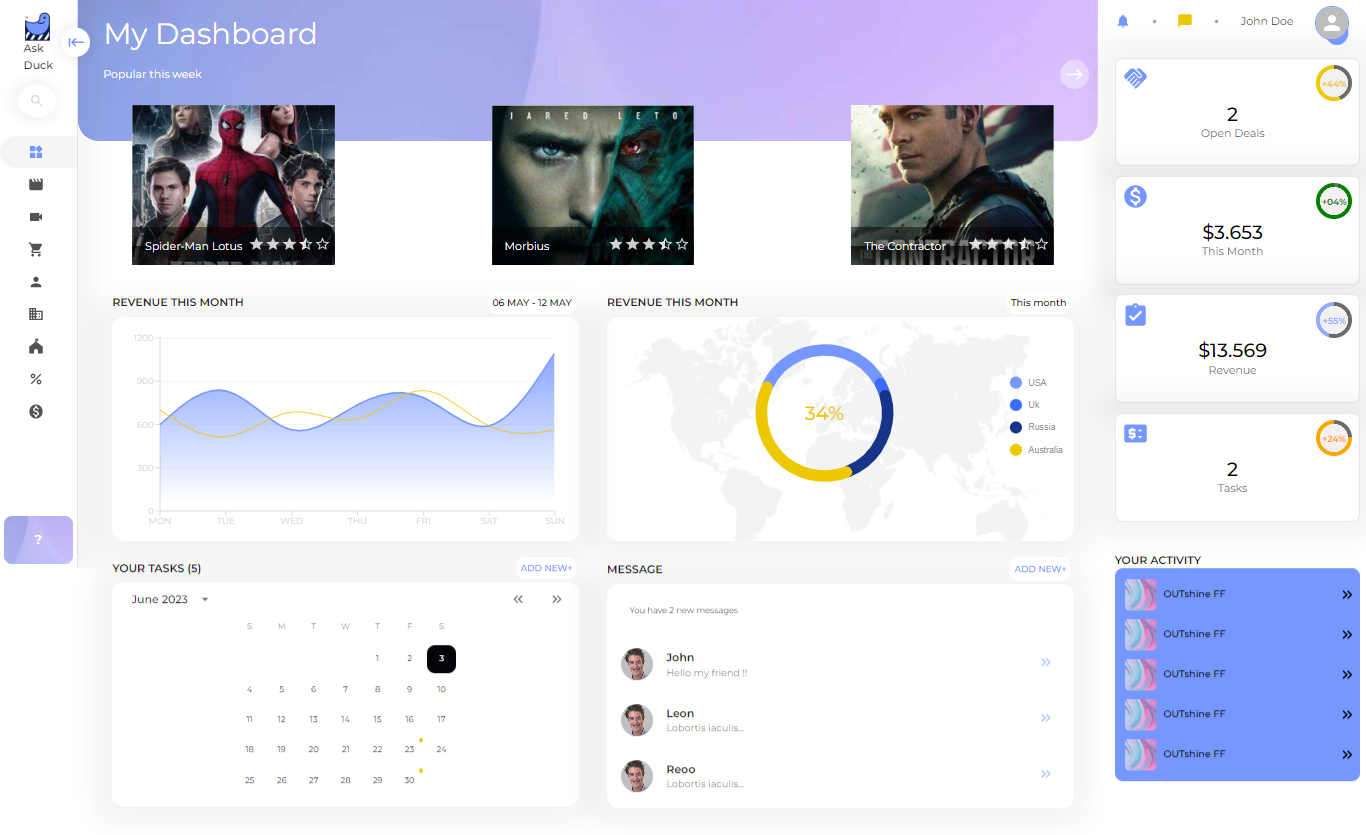 Ask
Duck
?
My Dashboard
Popular this week
Spider-Man Lotus
JARED LETO
Morbius
The Contractor
THE CONTRACTOR
REVENUE THIS MONTH
06 MAY - 12 MAY
1200
900
600
300
0
MON TUE WED THU FRI SAT SUN
REVENUE THIS MONTH
This month
34%
USA
Uk
Russia
Australia
YOUR TASKS (5)
ADD NEW+
June 2023
S M T W T F S
1 2 3
4 5 6 7 8 9 10
11 12 13 14 15 16 17
18 19 20 21 22 23 24
25 26 27 28 29 30
MESSAGE
ADD NEW+
You have 2 new messages
John
Hello my friend !!
Leon
Lobortis iaculis...
Reoo
Lobortis iaculis...
John Doe
+44%
2
Open Deals
+04%
$3.653
This Month
+55%
$13.569
Revenue
+24%
2
Tasks
YOUR ACTIVITY
OUTshine FF
OUTshine FF
OUTshine FF
OUTshine FF
OUTshine FF